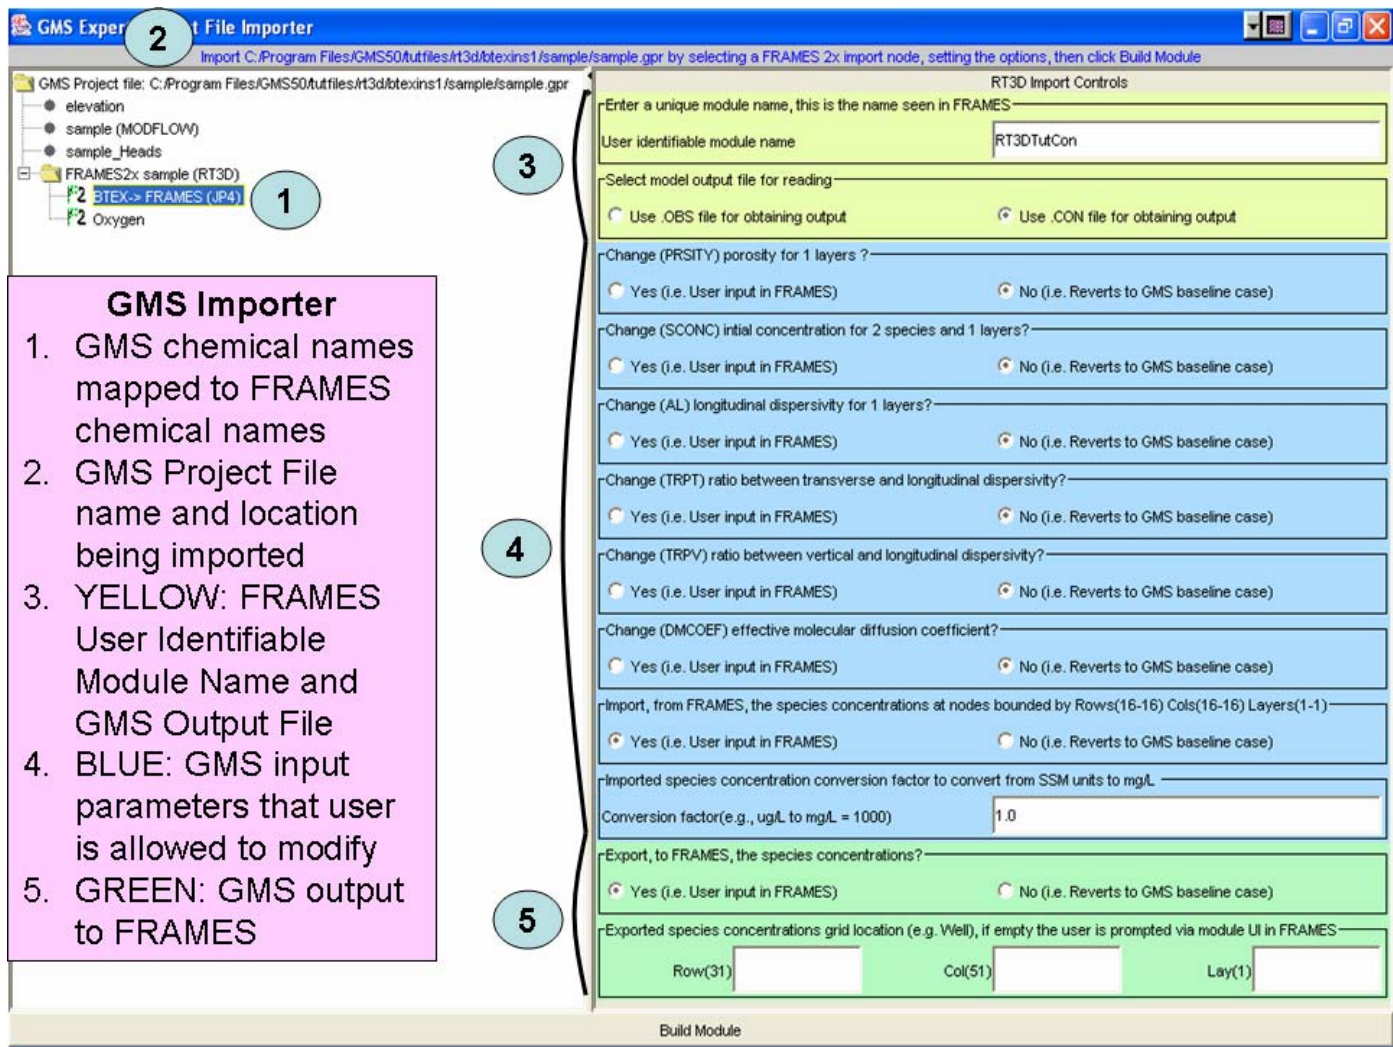 GMS Exper
t File Importer
2
Import C:/Program Files/GMS50/tutfiles/rt3d/btexins1/sample/sample.gpr by selecting a FRAMES 2x import node, setting the options, then click Build Module
GMS Project file: C:/Program Files/GMS50/tutfiles/rt3d/btexins1/sample/sample.gpr
elevation
sample (MODFLOW)
sample_Heads
FRAMES2x sample (RT3D)
2 BTEX-> FRAMES (JP4)
2 Oxygen
1
GMS Importer
1. GMS chemical names
mapped to FRAMES
chemical names
2. GMS Project File
name and location
being imported
3. YELLOW: FRAMES
User Identifiable
Module Name and
GMS Output File
4. BLUE: GMS input
parameters that user
is allowed to modify
5. GREEN: GMS output
to FRAMES
3
4
5
RT3D Import Controls
Enter a unique module name, this is the name seen in FRAMES
User identifiable module name RT3DTutCon
Select model output file for reading
Use .OBS file for obtaining output Use .CON file for obtaining output
Change (PRSITY) porosity for 1 layers ?
Yes (i.e. User input in FRAMES) No (i.e. Reverts to GMS baseline case)
Change (SCONC) intial concentration for 2 species and 1 layers?
Yes (i.e. User input in FRAMES) No (i.e. Reverts to GMS baseline case)
Change (AL) longitudinal dispersivity for 1 layers?
Yes (i.e. User input in FRAMES) No (i.e. Reverts to GMS baseline case)
Change (TRPT) ratio between transverse and longitudinal dispersivity?
Yes (i.e. User input in FRAMES) No (i.e. Reverts to GMS baseline case)
Change (TRPV) ratio between vertical and longitudinal dispersivity?
Yes (i.e. User input in FRAMES) No (i.e. Reverts to GMS baseline case)
Change (DMCOEF) effective molecular diffusion coefficient?
Yes (i.e. User input in FRAMES) No (i.e. Reverts to GMS baseline case)
Import, from FRAMES, the species concentrations at nodes bounded by Rows(16-16) Cols(16-16) Layers(1-1)
Yes (i.e. User input in FRAMES) No (i.e. Reverts to GMS baseline case)
Imported species concentration conversion factor to convert from SSM units to mg/L
Conversion factor(e.g., ug/L to mg/L = 1000) 1.0
Export, to FRAMES, the species concentrations?
Yes (i.e. User input in FRAMES) No (i.e. Reverts to GMS baseline case)
Exported species concentrations grid location (e.g. Well), if empty the user is prompted via module UI in FRAMES
Row(31) Col(51) Lay(1)
Build Module